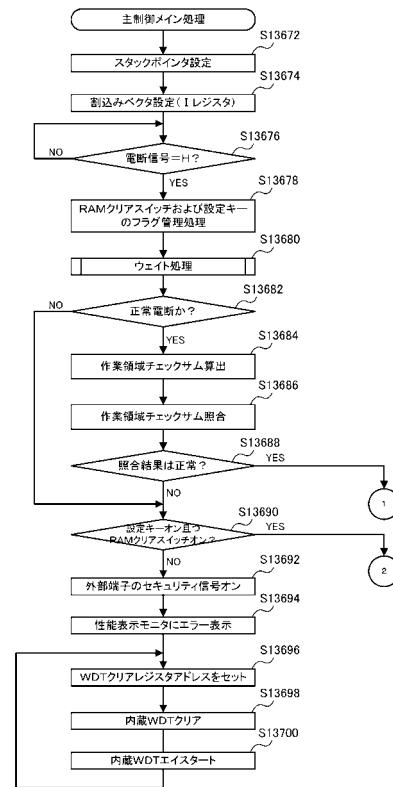 主制御メイン処理
S13672
スタックポインタ設定
S13674
割込みベクタ設定(Iレジスタ)
S13676
電断信号=H?
NO
YES
S13678
RAMクリアスイッチおよび設定キー
のフラグ管理処理
S13680
ウェイト処理
S13682
正常電断か?
NO
YES
S13684
作業領域チェックサム算出
S13686
作業領域チェックサム照合
S13688
照合結果は正常?
YES
NO
1
S13690
設定キーオン且つ
RAMクリアスイッチオン?
YES
NO
2
S13692
外部端子のセキュリティ信号オン
S13694
性能表示モニタにエラー表示
S13696
WDTクリアレジスタアドレスをセット
S13698
内蔵WDTクリア
S13700
内蔵WDTエイスタート